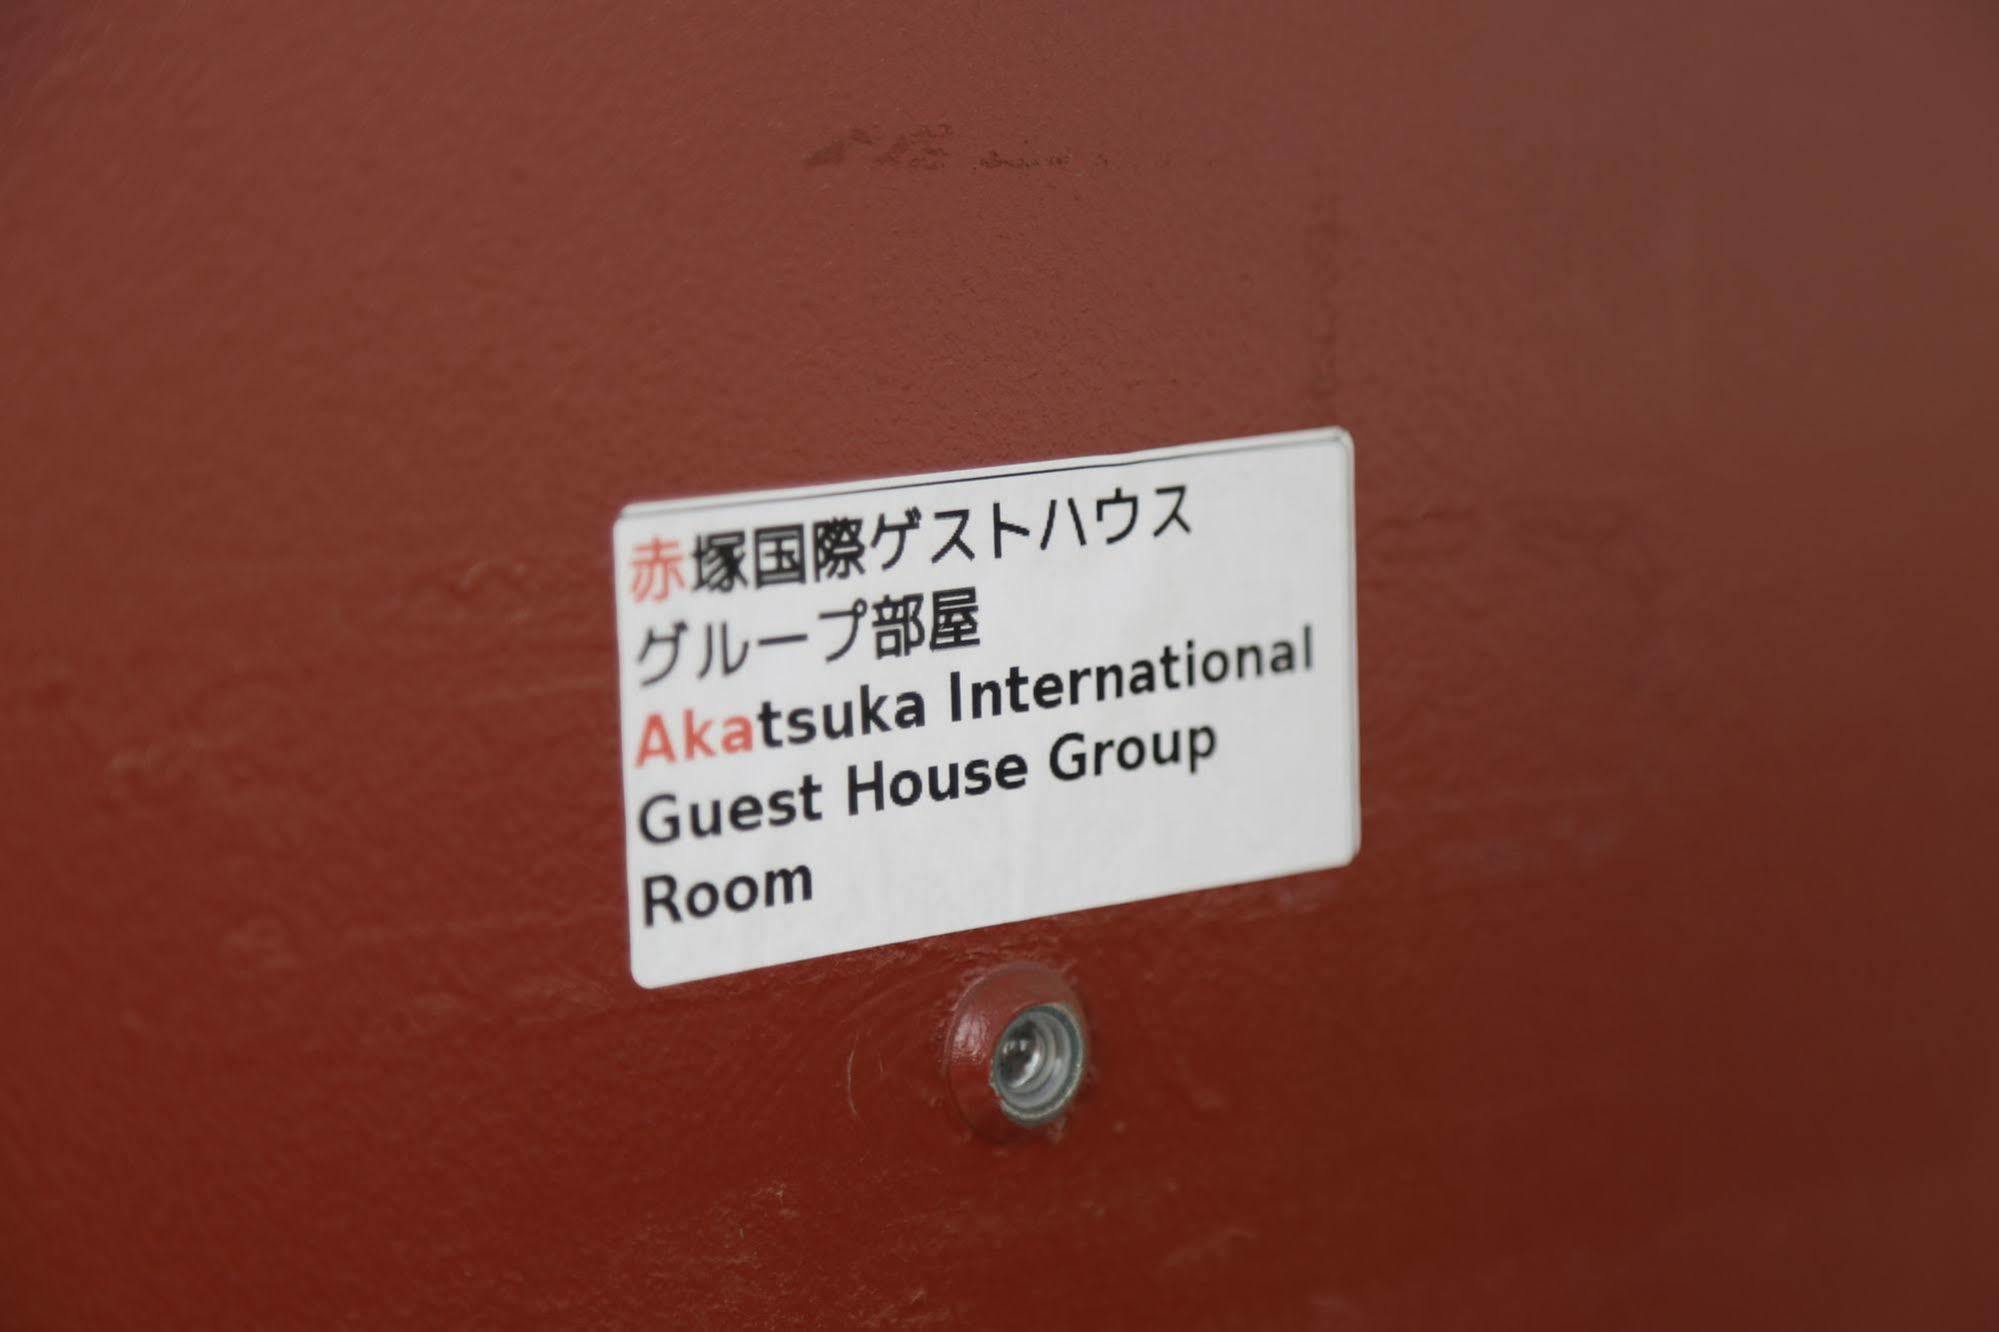 赤塚国際ゲストハウス
グループ部屋
Akatsuka International
Guest House Group
Room